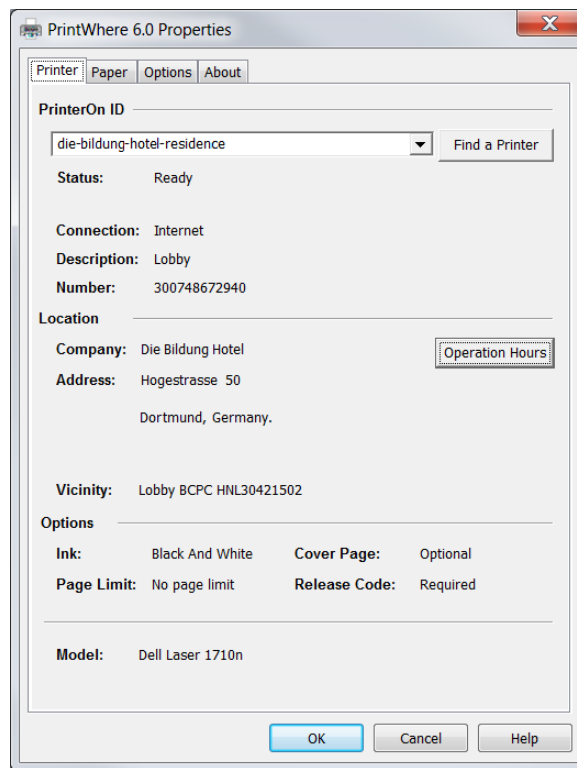 PrintWhere 6.0 Properties
Printer Paper Options About
PrinterOn ID
die-bildung-hotel-residence Find a Printer
Status: Ready
Connection: Internet
Description: Lobby
Number: 300748672940
Location
Company: Die Bildung Hotel Operation Hours
Address: Hogestrasse 50
Dortmund, Germany.
Vicinity: Lobby BCPC HNL30421502
Options
Ink: Black And White Cover Page: Optional
Page Limit: No page limit Release Code: Required
Model: Dell Laser 1710n
OK Cancel Help